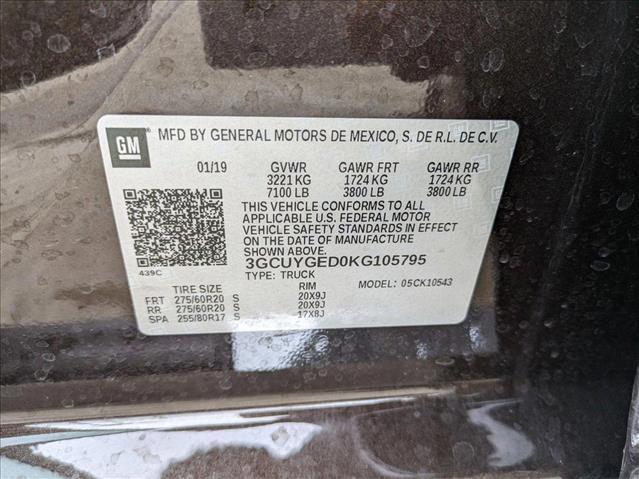 GM MFD BY GENERAL MOTORS DE MEXICO, S. DE R.L. DE C.V.
01/19 GVWR GAWR FRT GAWR RR
3221 KG 1724 KG 1724 KG
7100 LB 3800 LB 3800 LB
THIS VEHICLE CONFORMS TO ALL
APPLICABLE U.S. FEDERAL MOTOR
VEHICLE SAFETY STANDARDS IN EFFECT
ON THE DATE OF MANUFACTURE
SHOWN ABOVE.
3GCUYGED0KG105795
439C TYPE: TRUCK MODEL: 05CK10543
TIRE SIZE RIM
FRT 275/60R20 S 20X9J
RR 275/60R20 S 20X9J
SPA 255/80R17 S 17X8J